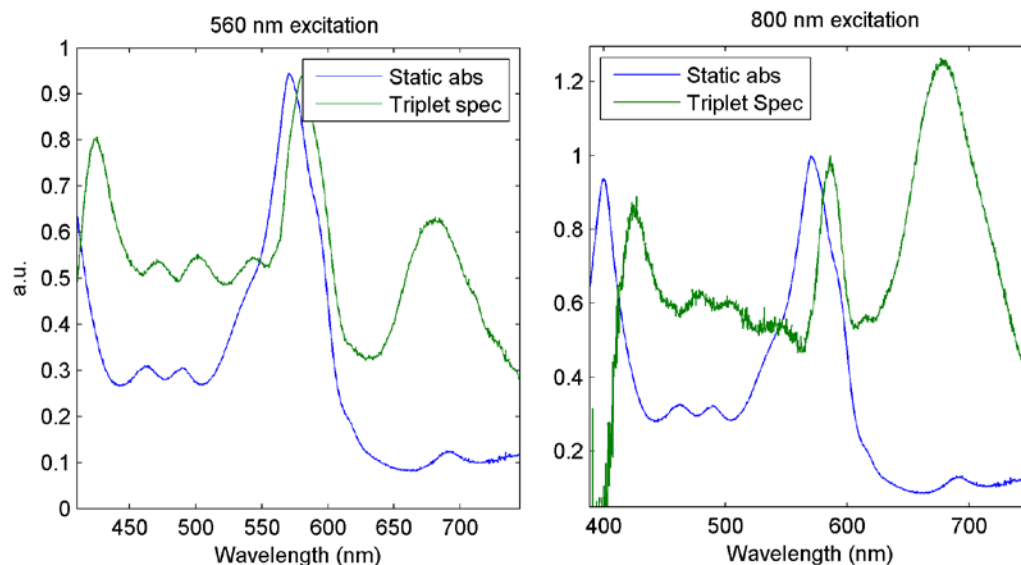 560 nm excitation
Static abs
Triplet spec
a.u.
1
0.9
0.8
0.7
0.6
0.5
0.4
0.3
0.2
0.1
0
450 500 550 600 650 700
Wavelength (nm)
800 nm excitation
Static abs
Triplet Spec
1.2
1
0.8
0.6
0.4
0.2
400 500 600 700
Wavelength (nm)